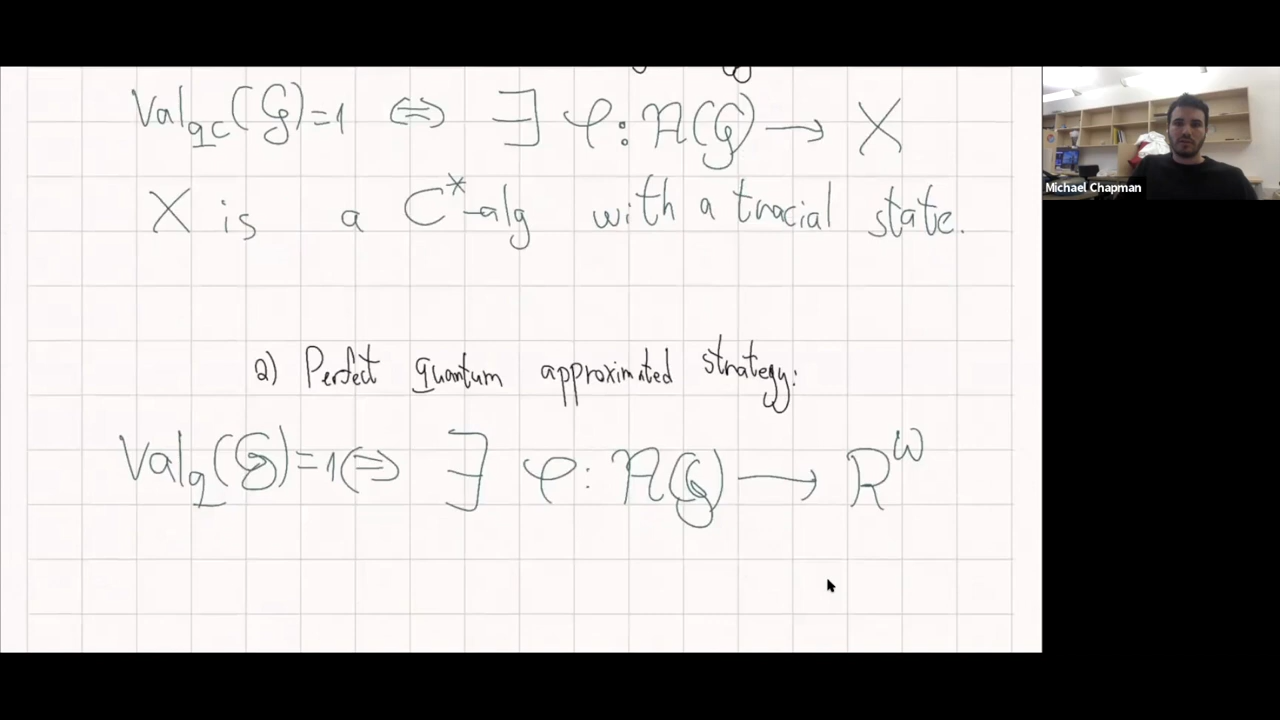 Val_qc(G)=1 ⇔ ∃ φ: A(G) → X
X is a C*-alg with a tracial state.
2) Perfect quantum approximated strategy:
Val_q(G)=1 ⇔ ∃ φ: A(G) → R^ω
Michael Chapman